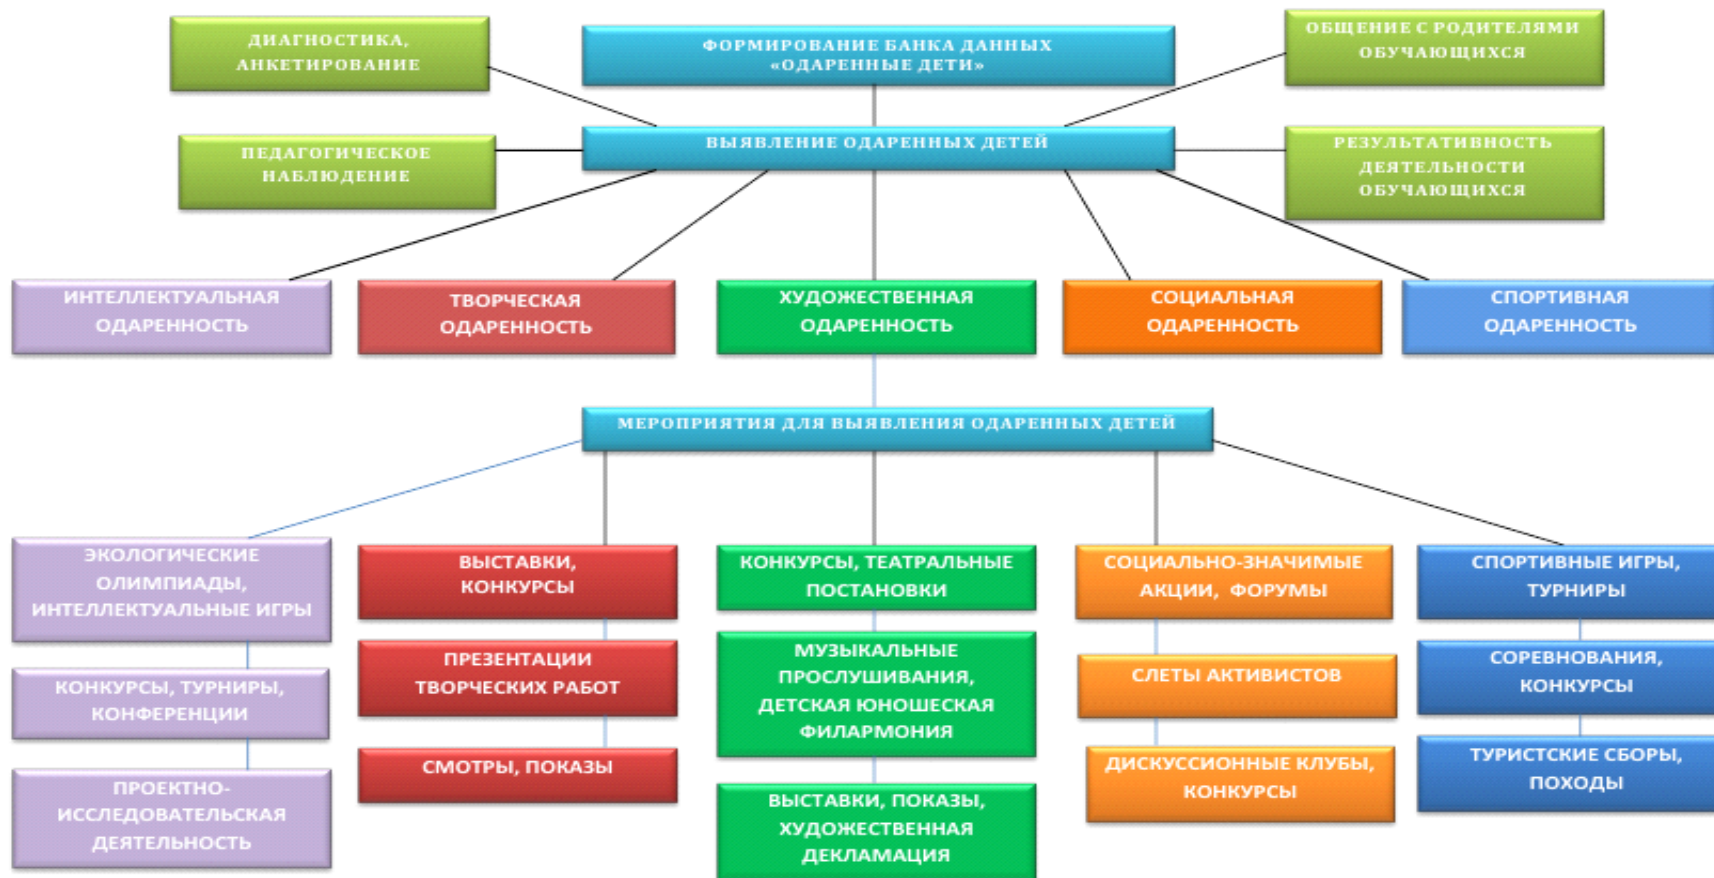 ДИАГНОСТИКА,
АНКЕТИРОВАНИЕ
ФОРМИРОВАНИЕ БАНКА ДАННЫХ
«ОДАРЕННЫЕ ДЕТИ»
ОБЩЕНИЕ С РОДИТЕЛЯМИ
ОБУЧАЮЩИХСЯ
ПЕДАГОГИЧЕСКОЕ
НАБЛЮДЕНИЕ
ВЫЯВЛЕНИЕ ОДАРЕННЫХ ДЕТЕЙ
РЕЗУЛЬТАТИВНОСТЬ
ДЕЯТЕЛЬНОСТИ
ОБУЧАЮЩИХСЯ
ИНТЕЛЛЕКТУАЛЬНАЯ
ОДАРЕННОСТЬ
ТВОРЧЕСКАЯ
ОДАРЕННОСТЬ
ХУДОЖЕСТВЕННАЯ
ОДАРЕННОСТЬ
СОЦИАЛЬНАЯ
ОДАРЕННОСТЬ
СПОРТИВНАЯ
ОДАРЕННОСТЬ
МЕРОПРИЯТИЯ ДЛЯ ВЫЯВЛЕНИЯ ОДАРЕННЫХ ДЕТЕЙ
ЭКОЛОГИЧЕСКИЕ
ОЛИМПИАДЫ,
ИНТЕЛЛЕКТУАЛЬНЫЕ ИГРЫ
КОНКУРСЫ, ТУРНИРЫ,
КОНФЕРЕНЦИИ
ПРОЕКТНО-
ИССЛЕДОВАТЕЛЬСКАЯ
ДЕЯТЕЛЬНОСТЬ
ВЫСТАВКИ,
КОНКУРСЫ
ПРЕЗЕНТАЦИИ
ТВОРЧЕСКИХ РАБОТ
СМОТРЫ, ПОКАЗЫ
КОНКУРСЫ, ТЕАТРАЛЬНЫЕ
ПОСТАНОВКИ
МУЗЫКАЛЬНЫЕ
ПРОСЛУШИВАНИЯ,
ДЕТСКАЯ ЮНОШЕСКАЯ
ФИЛАРМОНИЯ
ВЫСТАВКИ, ПОКАЗЫ,
ХУДОЖЕСТВЕННАЯ
ДЕКЛАМАЦИЯ
СОЦИАЛЬНО-ЗНАЧИМЫЕ
АКЦИИ, ФОРУМЫ
СЛЕТЫ АКТИВИСТОВ
ДИСКУССИОННЫЕ КЛУБЫ,
КОНКУРСЫ
СПОРТИВНЫЕ ИГРЫ,
ТУРНИРЫ
СОРЕВНОВАНИЯ,
КОНКУРСЫ
ТУРИСТСКИЕ СБОРЫ,
ПОХОДЫ